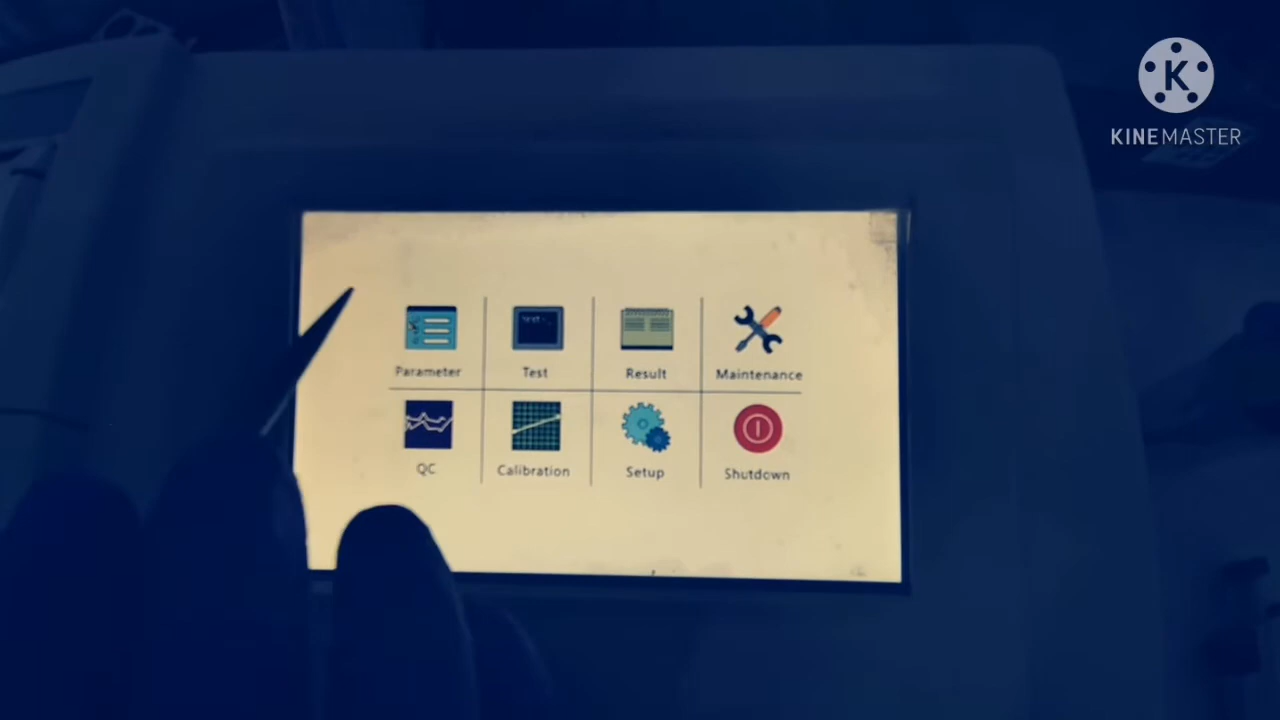 K
KINEMASTER
Parameter
Test
Result
Maintenance
QC
Calibration
Setup
Shutdown